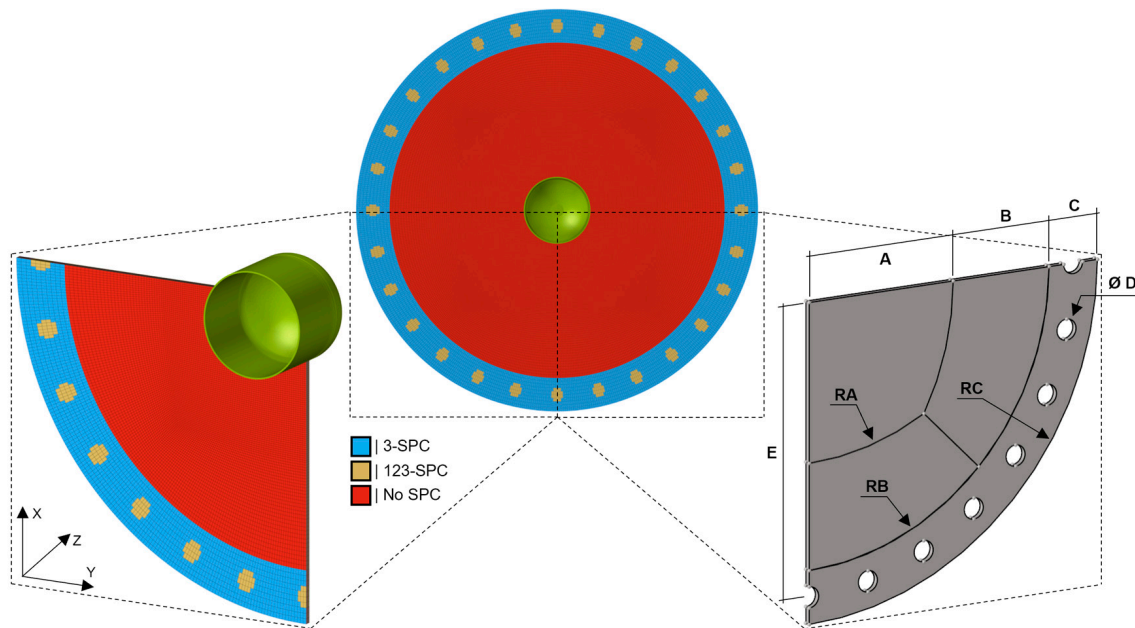 C
B
A
Ø D
RA
RC
E
RB
| 3-SPC
| 123-SPC
| No SPC
X
Z
Y